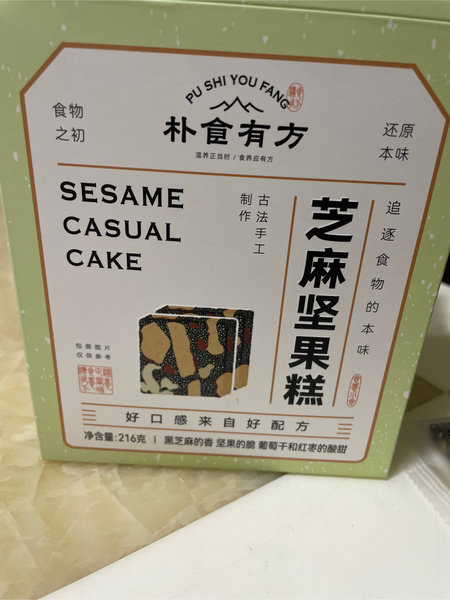 PU SHI YOU FANG
食物
之初
朴食有方
温养正当时 / 食养应有方
还原
本味
SESAME
CASUAL
CAKE
古法手工
制作
芝麻坚果糕
追逐食物的本味
包装图片
仅供参考
好口感来自好配方
净含量:216克 | 黑芝麻的香 坚果的脆 葡萄干和红枣的酸甜